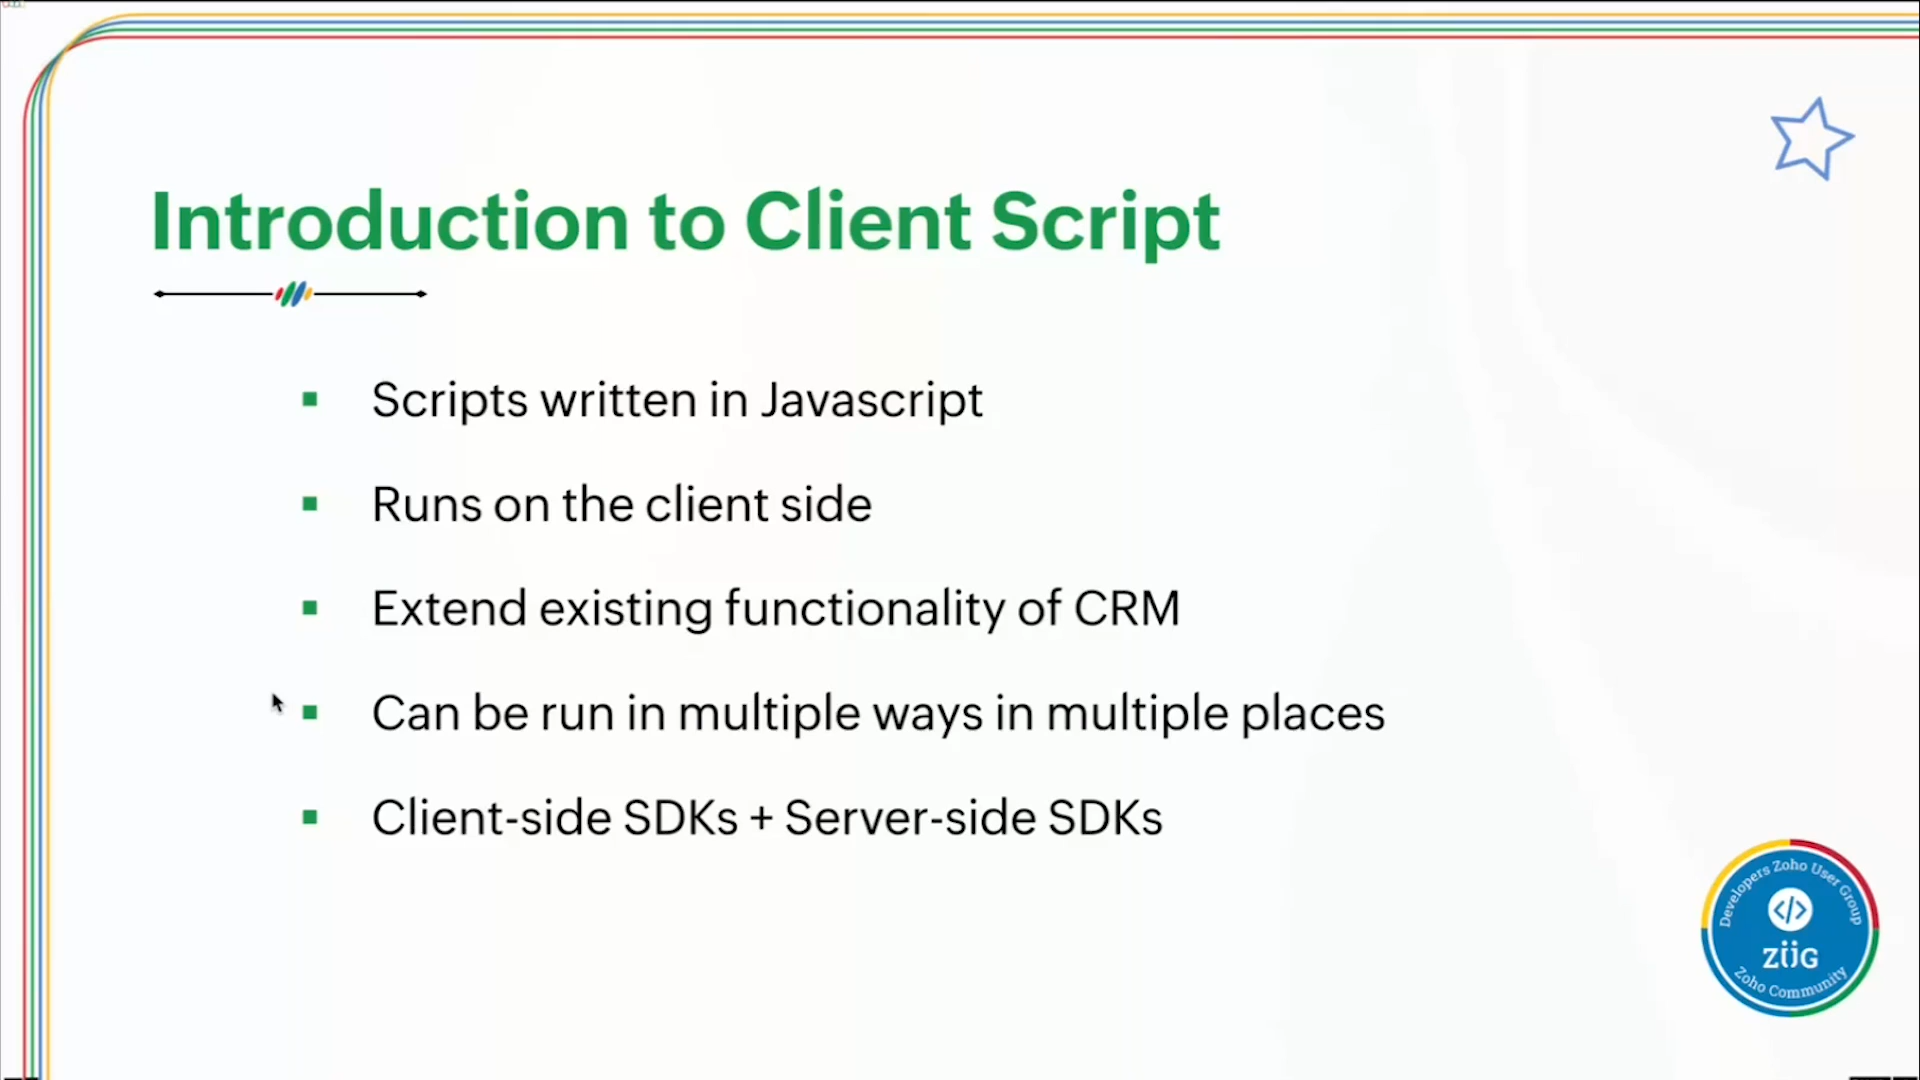 Introduction to Client Script
Scripts written in Javascript
Runs on the client side
Extend existing functionality of CRM
Can be run in multiple ways in multiple places
Client-side SDKs + Server-side SDKs
Developers Zoho User Group
</>
ZUG
Zoho Community